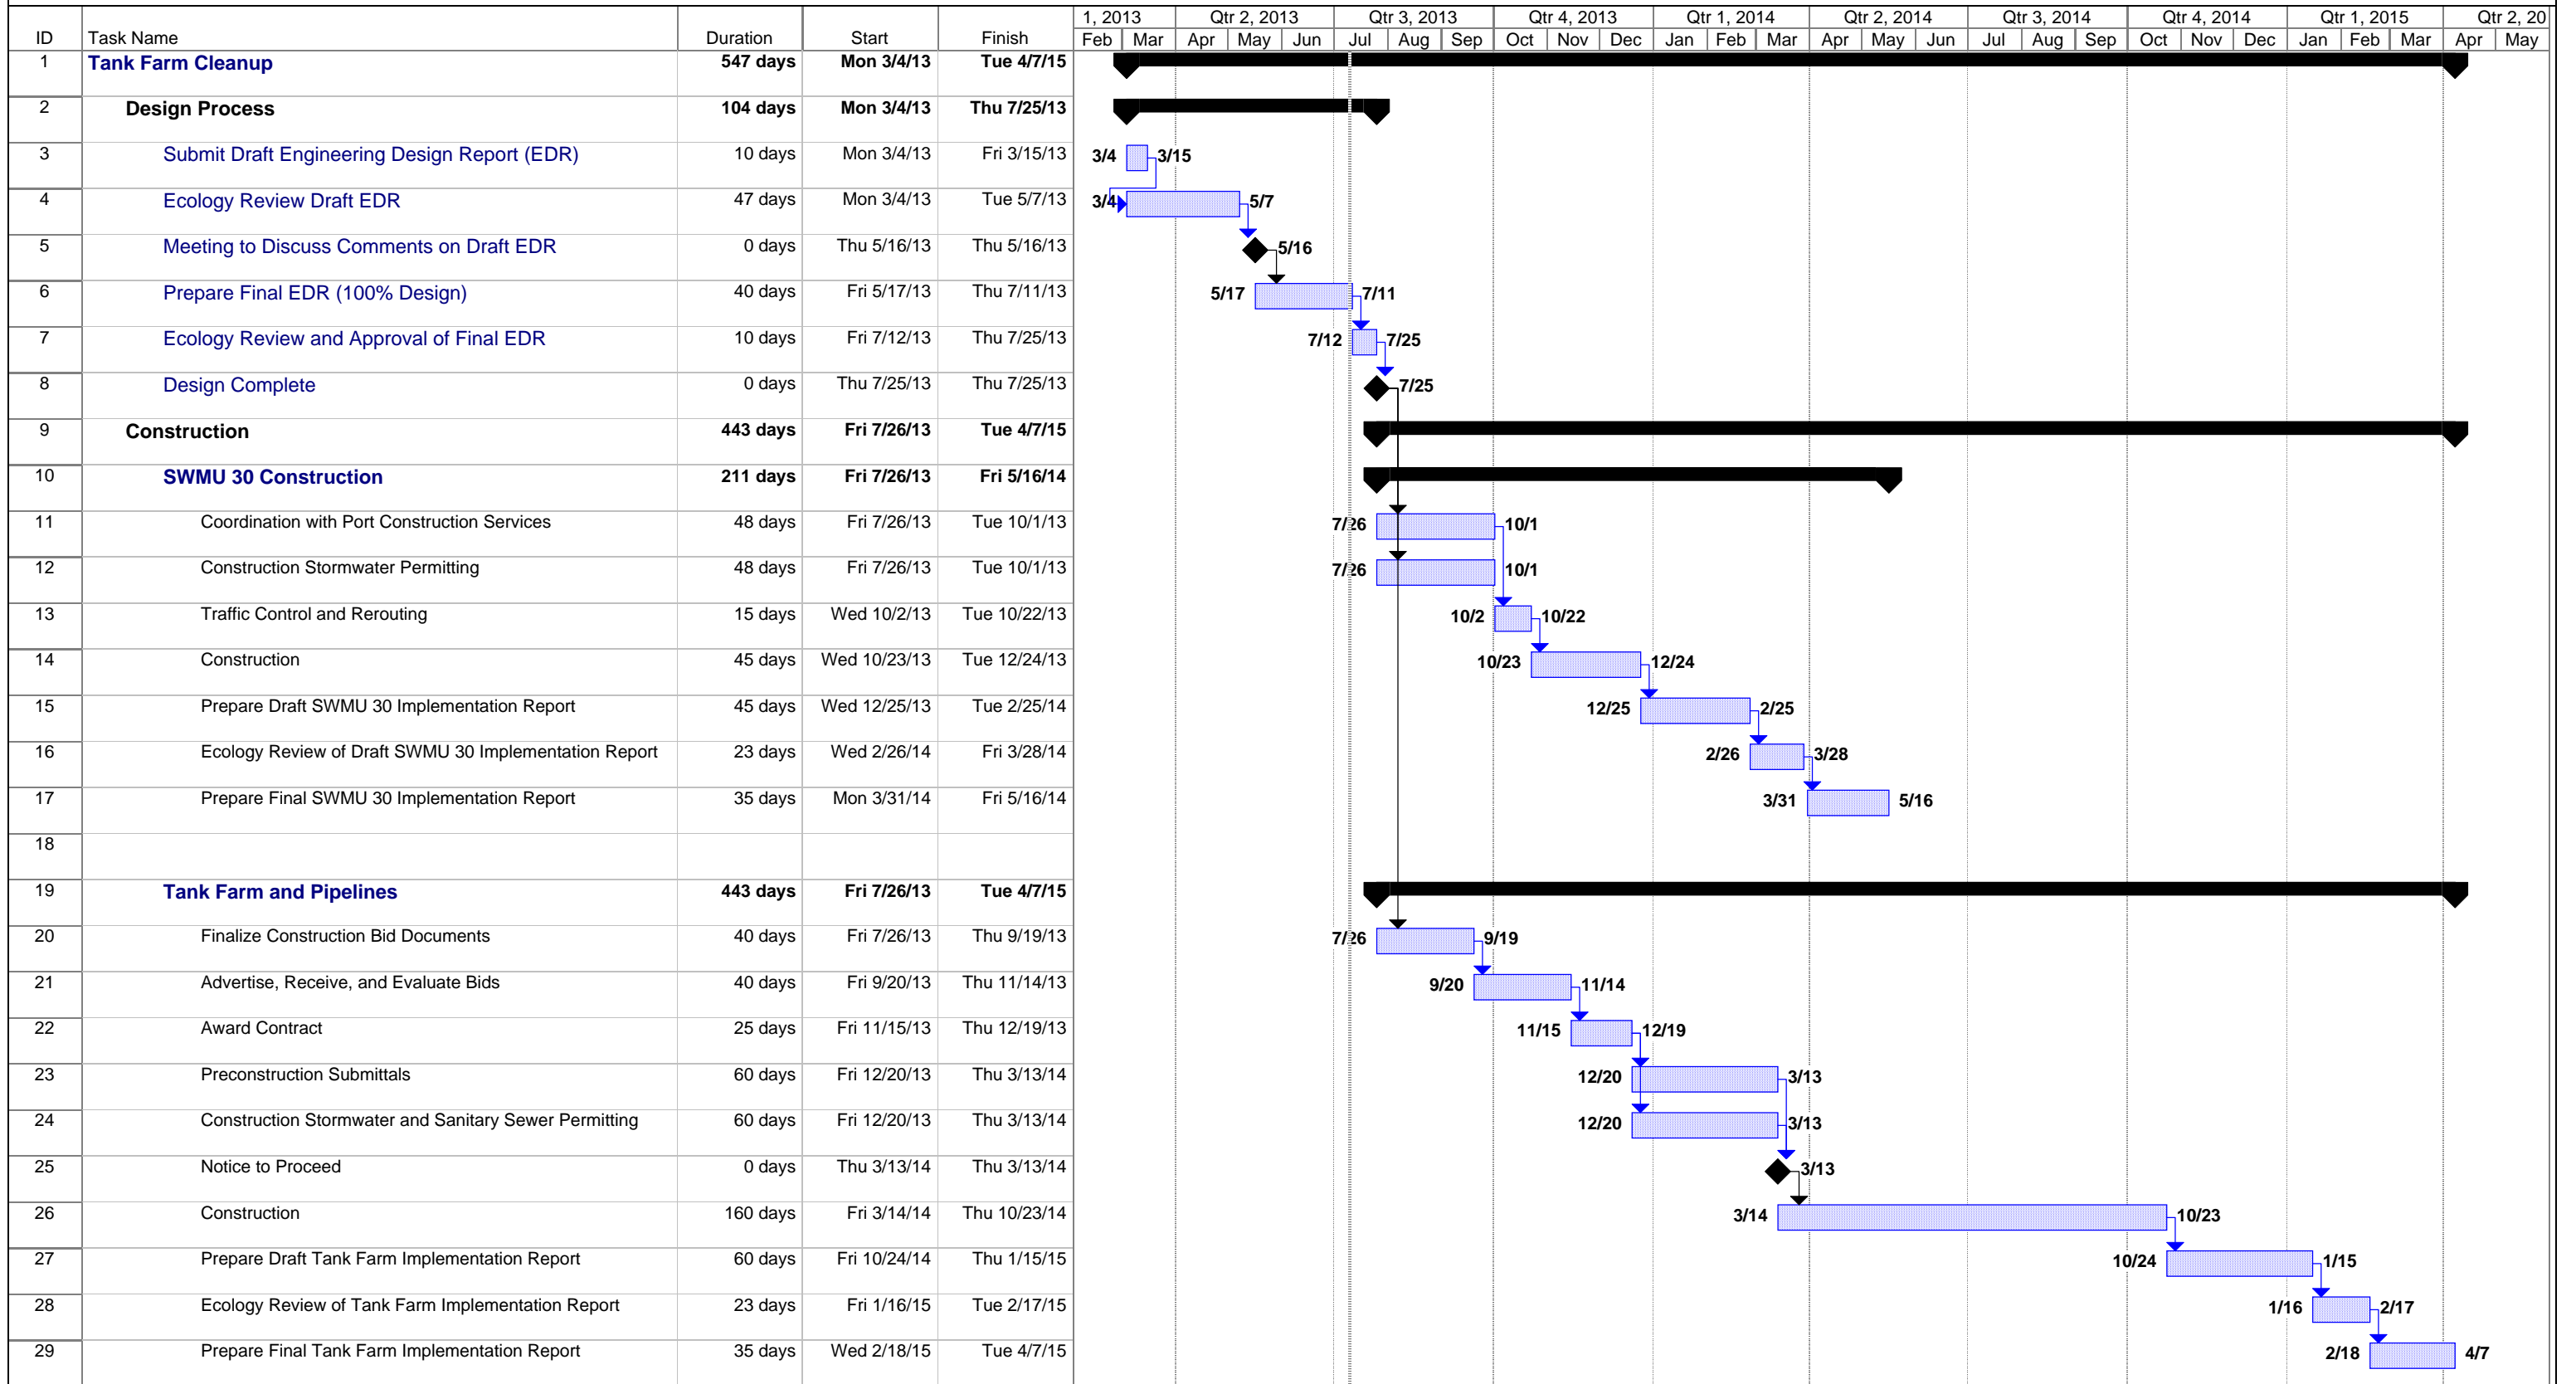 1, 2013 Qtr 2, 2013 Qtr 3, 2013 Qtr 4, 2013 Qtr 1, 2014 Qtr 2, 2014 Qtr 3, 2014 Qtr 4, 2014 Qtr 1, 2015 Qtr 2, 20
ID Task Name Duration Start Finish Feb Mar Apr May Jun Jul Aug Sep Oct Nov Dec Jan Feb Mar Apr May Jun Jul Aug Sep Oct Nov Dec Jan Feb Mar Apr May
1 Tank Farm Cleanup 547 days Mon 3/4/13 Tue 4/7/15
2 Design Process 104 days Mon 3/4/13 Thu 7/25/13
3 Submit Draft Engineering Design Report (EDR) 10 days Mon 3/4/13 Fri 3/15/13 3/4 3/15
4 Ecology Review Draft EDR 47 days Mon 3/4/13 Tue 5/7/13 3/4 5/7
5 Meeting to Discuss Comments on Draft EDR 0 days Thu 5/16/13 Thu 5/16/13 5/16
6 Prepare Final EDR (100% Design) 40 days Fri 5/17/13 Thu 7/11/13 5/17 7/11
7 Ecology Review and Approval of Final EDR 10 days Fri 7/12/13 Thu 7/25/13 7/12 7/25
8 Design Complete 0 days Thu 7/25/13 Thu 7/25/13 7/25
9 Construction 443 days Fri 7/26/13 Tue 4/7/15
10 SWMU 30 Construction 211 days Fri 7/26/13 Fri 5/16/14
11 Coordination with Port Construction Services 48 days Fri 7/26/13 Tue 10/1/13 7/26 10/1
12 Construction Stormwater Permitting 48 days Fri 7/26/13 Tue 10/1/13 7/26 10/1
13 Traffic Control and Rerouting 15 days Wed 10/2/13 Tue 10/22/13 10/2 10/22
14 Construction 45 days Wed 10/23/13 Tue 12/24/13 10/23 12/24
15 Prepare Draft SWMU 30 Implementation Report 45 days Wed 12/25/13 Tue 2/25/14 12/25 2/25
16 Ecology Review of Draft SWMU 30 Implementation Report 23 days Wed 2/26/14 Fri 3/28/14 2/26 3/28
17 Prepare Final SWMU 30 Implementation Report 35 days Mon 3/31/14 Fri 5/16/14 3/31 5/16
18
19 Tank Farm and Pipelines 443 days Fri 7/26/13 Tue 4/7/15
20 Finalize Construction Bid Documents 40 days Fri 7/26/13 Thu 9/19/13 7/26 9/19
21 Advertise, Receive, and Evaluate Bids 40 days Fri 9/20/13 Thu 11/14/13 9/20 11/14
22 Award Contract 25 days Fri 11/15/13 Thu 12/19/13 11/15 12/19
23 Preconstruction Submittals 60 days Fri 12/20/13 Thu 3/13/14 12/20 3/13
24 Construction Stormwater and Sanitary Sewer Permitting 60 days Fri 12/20/13 Thu 3/13/14 12/20 3/13
25 Notice to Proceed 0 days Thu 3/13/14 Thu 3/13/14 3/13
26 Construction 160 days Fri 3/14/14 Thu 10/23/14 3/14 10/23
27 Prepare Draft Tank Farm Implementation Report 60 days Fri 10/24/14 Thu 1/15/15 10/24 1/15
28 Ecology Review of Tank Farm Implementation Report 23 days Fri 1/16/15 Tue 2/17/15 1/16 2/17
29 Prepare Final Tank Farm Implementation Report 35 days Wed 2/18/15 Tue 4/7/15 2/18 4/7